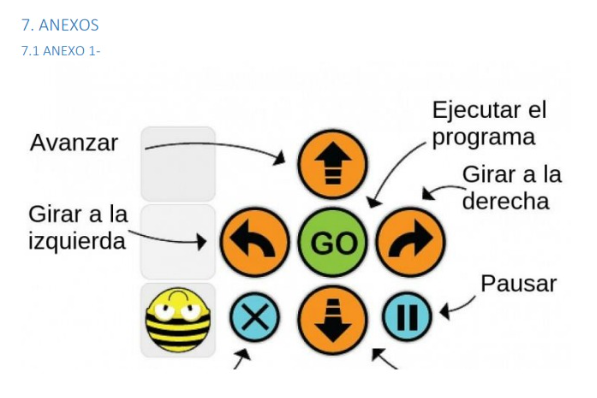 7. ANEXOS
7.1 ANEXO 1-
Ejecutar el
programa
Avanzar
Girar a la
derecha
Girar a la
izquierda
GO
Pausar